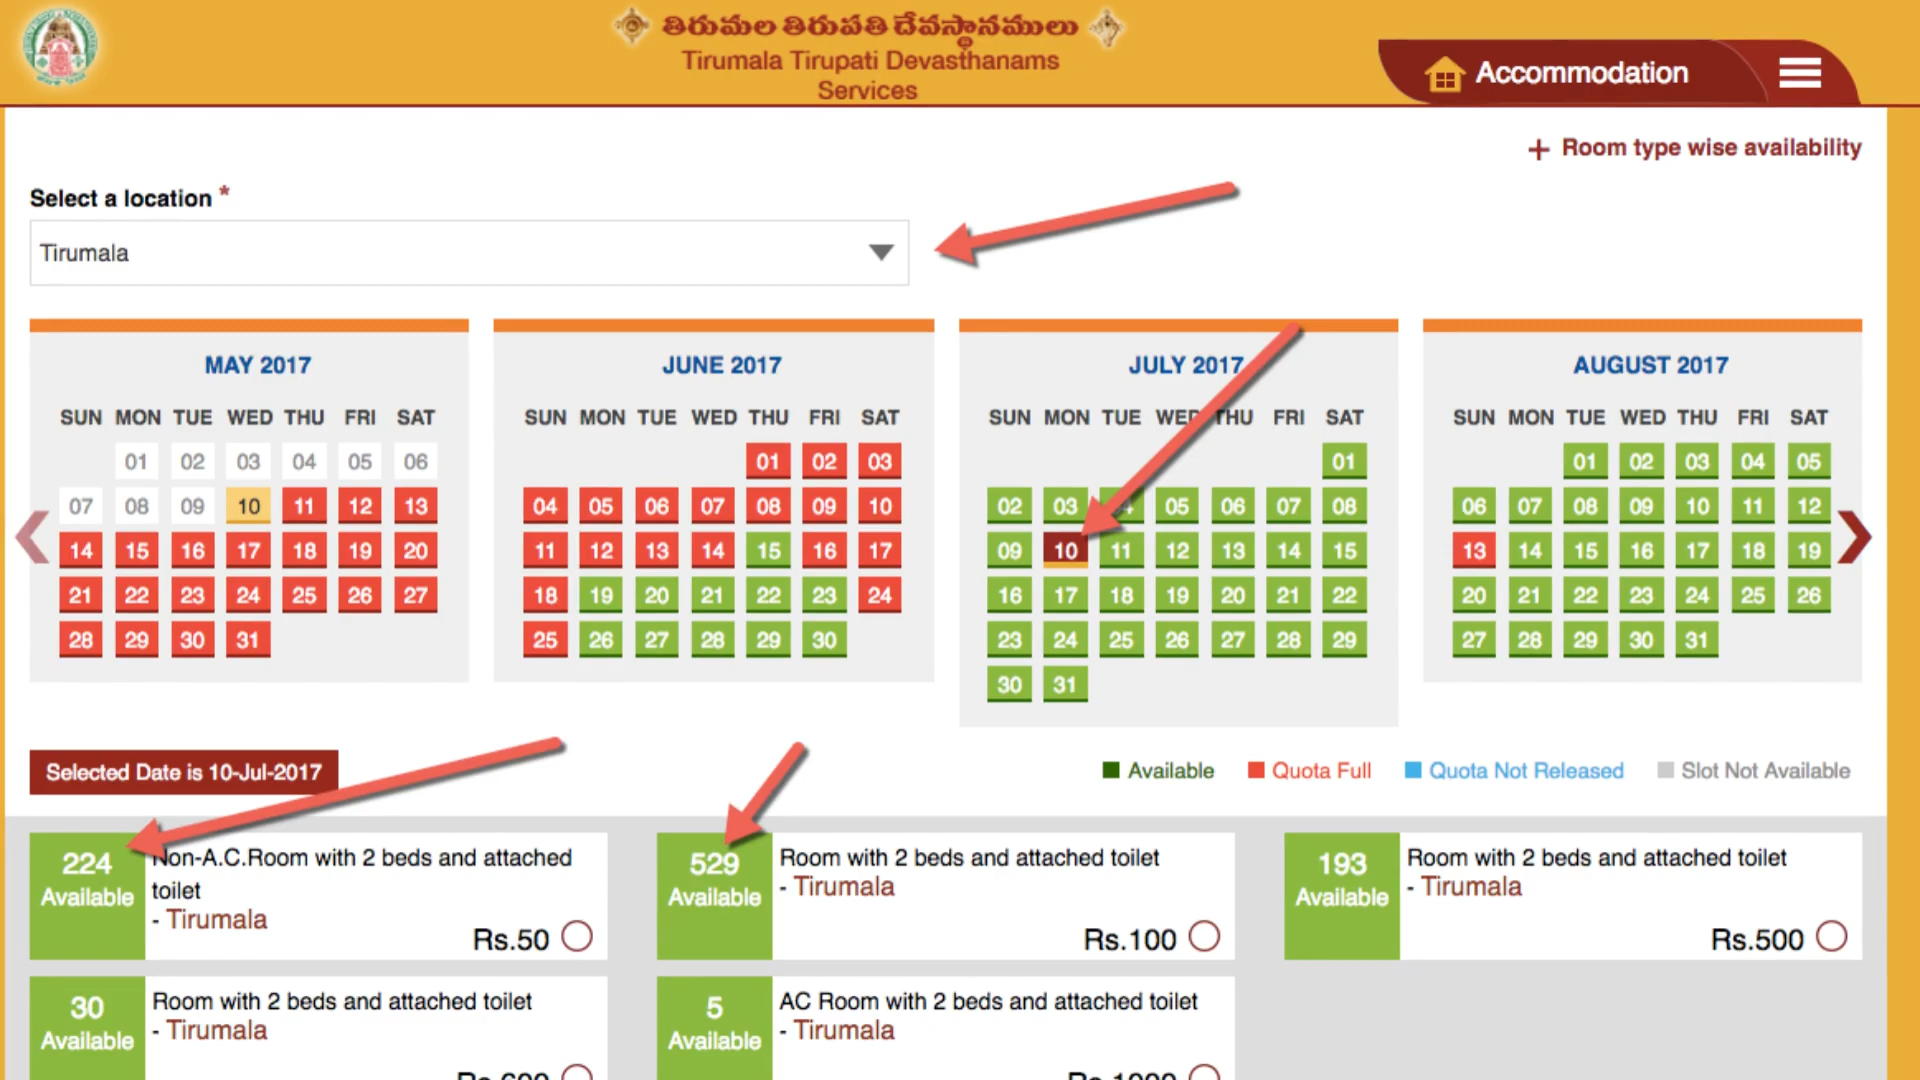 తిరుమల తిరుపతి దేవస్థానములు
Tirumala Tirupati Devasthanams
Services
Accommodation
+ Room type wise availability
Select a location *
Tirumala
MAY 2017
SUN MON TUE WED THU FRI SAT
01 02 03 04 05 06
07 08 09 10 11 12 13
14 15 16 17 18 19 20
21 22 23 24 25 26 27
28 29 30 31
JUNE 2017
SUN MON TUE WED THU FRI SAT
01 02 03
04 05 06 07 08 09 10
11 12 13 14 15 16 17
18 19 20 21 22 23 24
25 26 27 28 29 30
JULY 2017
SUN MON TUE WED THU FRI SAT
01
02 03 05 06 07 08
09 10 11 12 13 14 15
16 17 18 19 20 21 22
23 24 25 26 27 28 29
30 31
AUGUST 2017
SUN MON TUE WED THU FRI SAT
01 02 03 04 05
06 07 08 09 10 11 12
13 14 15 16 17 18 19
20 21 22 23 24 25 26
27 28 29 30 31
Selected Date is 10-Jul-2017
Available Quota Full Quota Not Released Slot Not Available
224
Available
Non-A.C.Room with 2 beds and attached
toilet
- Tirumala
Rs.50
529
Available
Room with 2 beds and attached toilet
- Tirumala
Rs.100
193
Available
Room with 2 beds and attached toilet
- Tirumala
Rs.500
30
Available
Room with 2 beds and attached toilet
- Tirumala
Rs.600
5
Available
AC Room with 2 beds and attached toilet
- Tirumala
Rs.1000